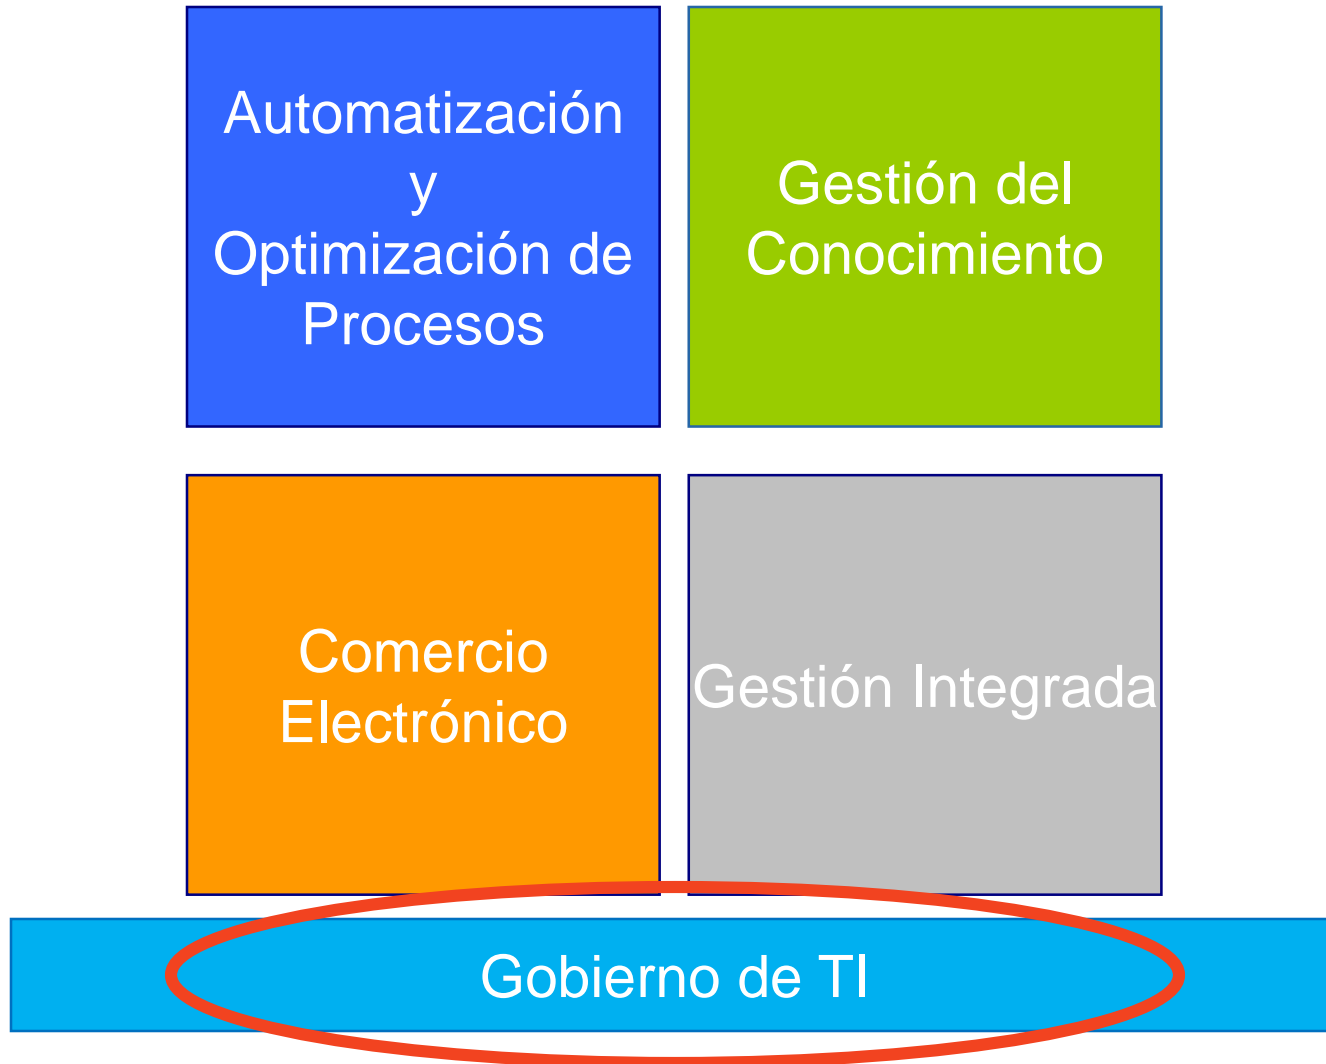 Automatización
y
Optimización de
Procesos
Gestión del
Conocimiento
Comercio
Electrónico
Gestión Integrada
Gobierno de TI